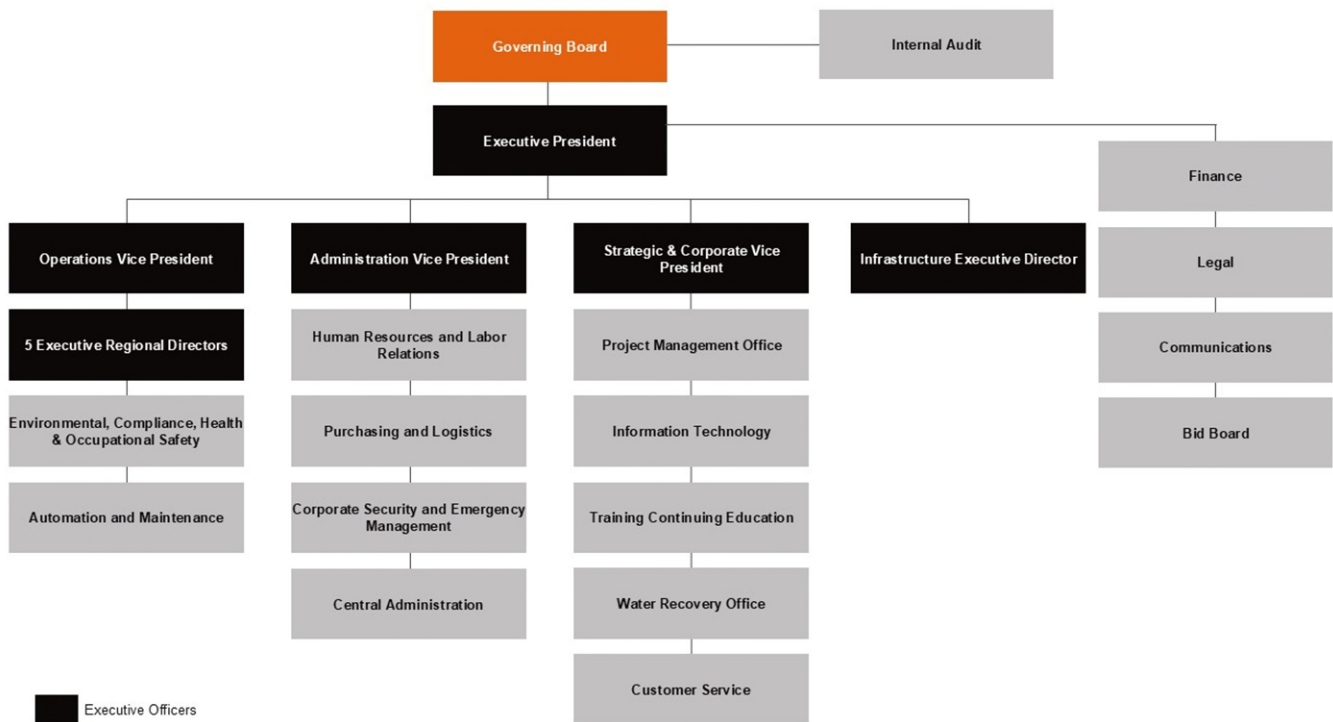 Governing Board
Internal Audit
Executive President
Finance
Legal
Communications
Bid Board
Operations Vice President
5 Executive Regional Directors
Environmental, Compliance, Health
& Occupational Safety
Automation and Maintenance
Administration Vice President
Human Resources and Labor
Relations
Purchasing and Logistics
Corporate Security and Emergency
Management
Central Administration
Strategic & Corporate Vice
President
Project Management Office
Information Technology
Training Continuing Education
Water Recovery Office
Customer Service
Infrastructure Executive Director
Executive Officers